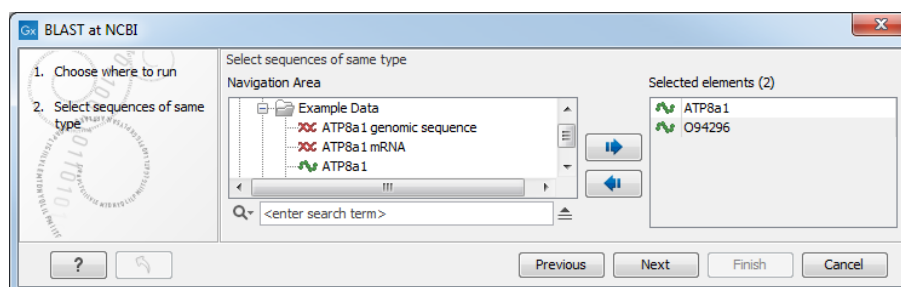 Gx BLAST at NCBI
X
1. Choose where to run
2. Select sequences of same
type
Select sequences of same type
Navigation Area
Example Data
ATP8a1 genomic sequence
ATP8a1 mRNA
ATP8a1
<enter search term>
Selected elements (2)
ATP8a1
O94296
?
Previous
Next
Finish
Cancel